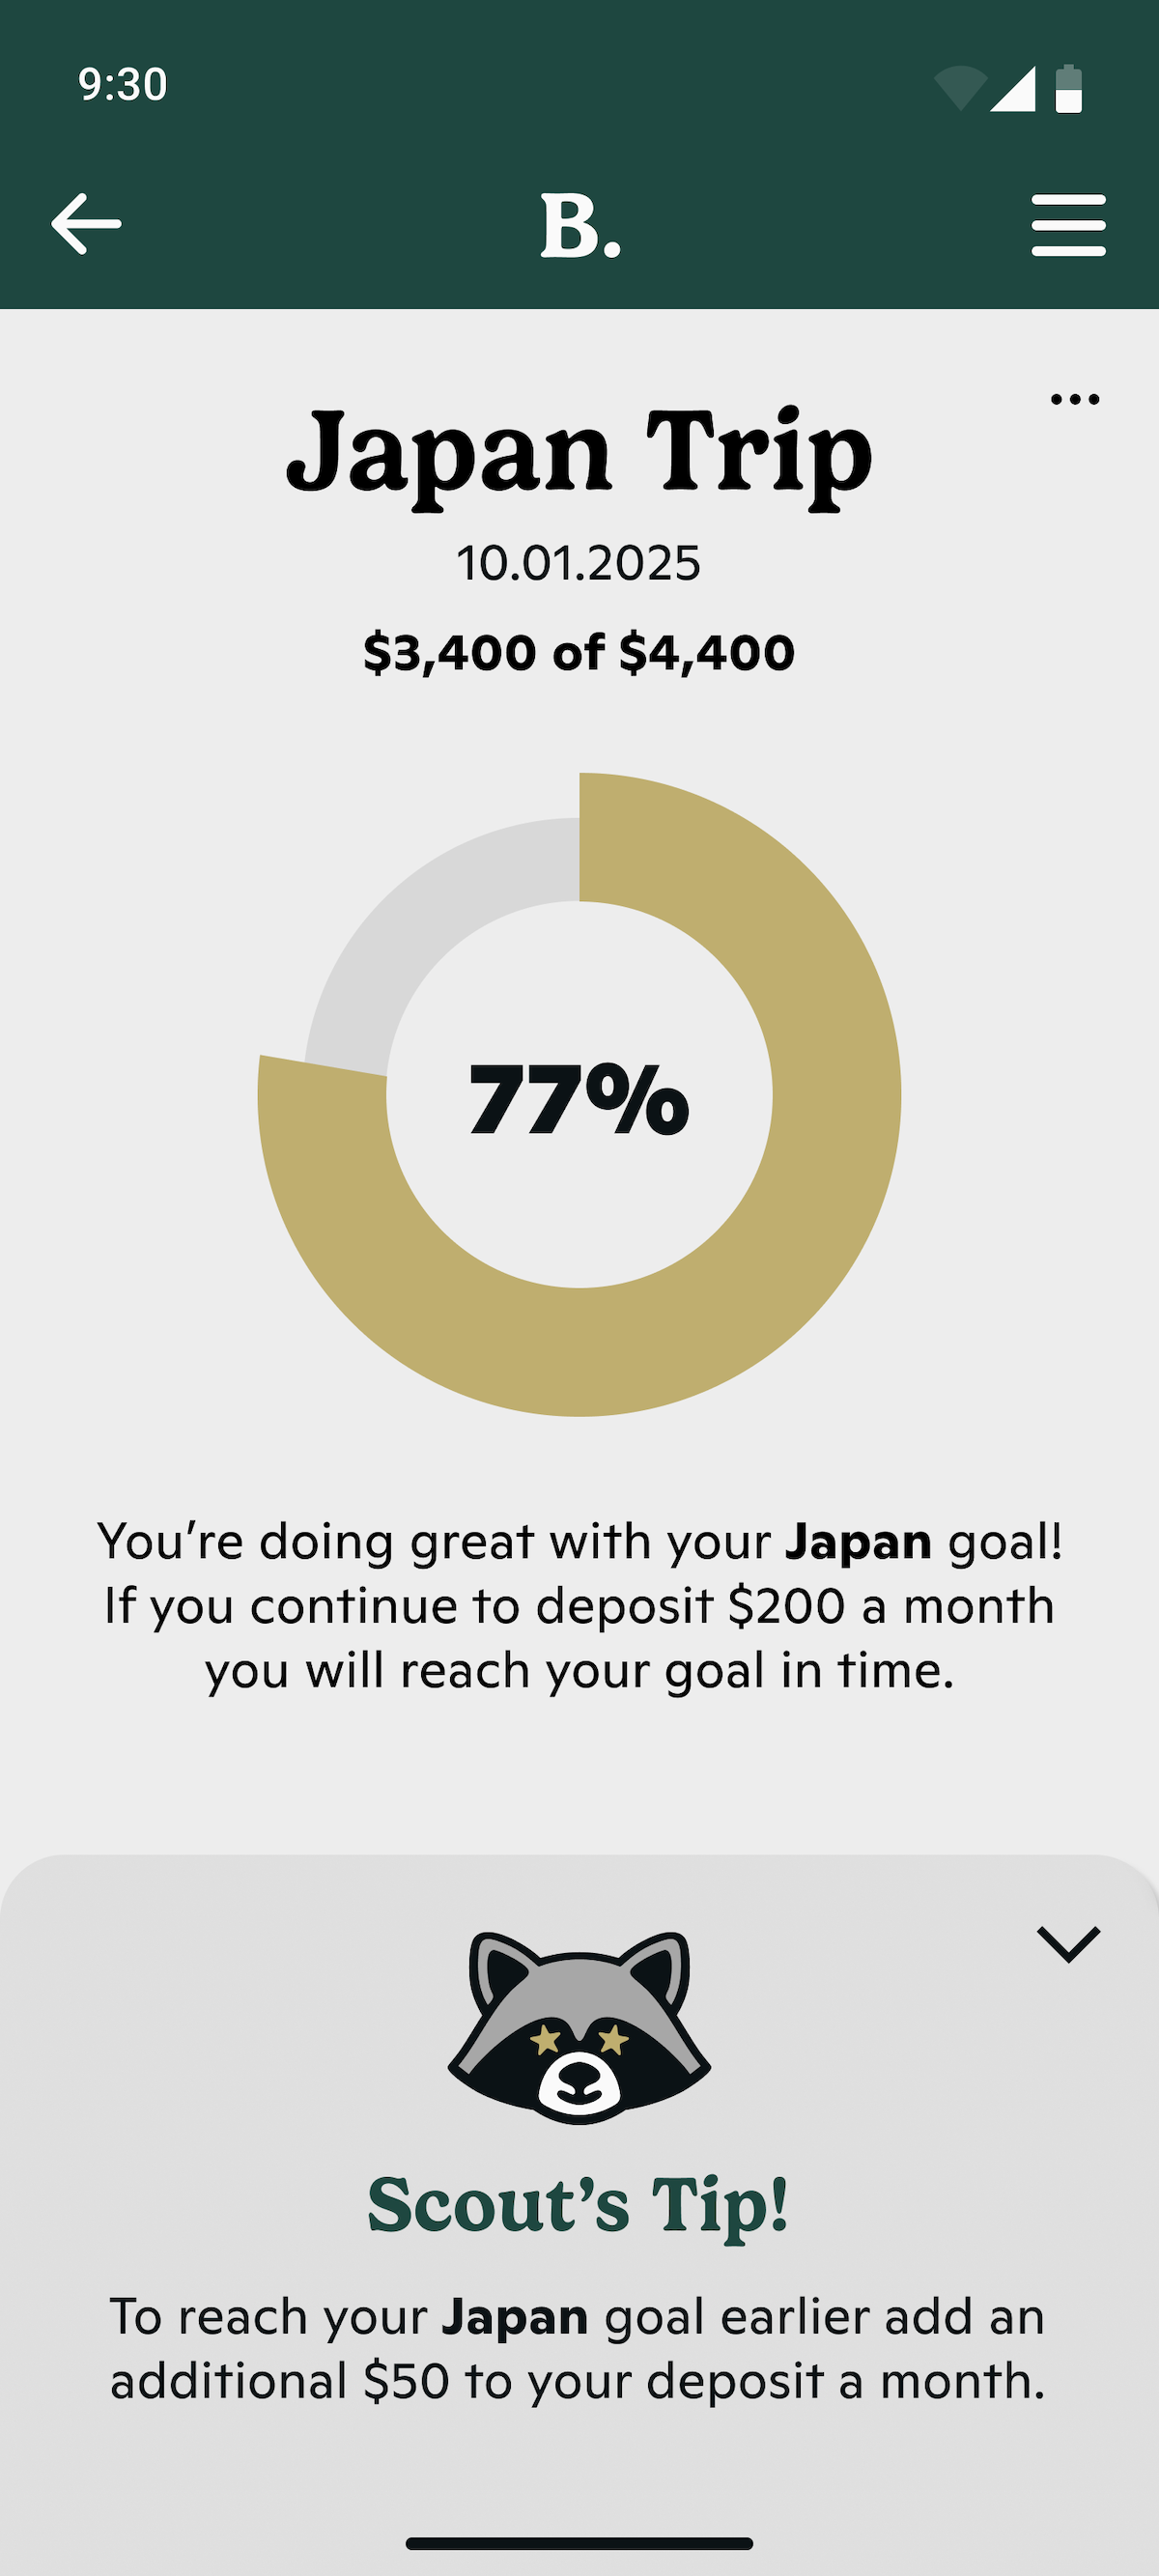 9:30
B.
Japan Trip
10.01.2025
$3,400 of $4,400
77%
You’re doing great with your Japan goal!
If you continue to deposit $200 a month
you will reach your goal in time.
Scout’s Tip!
To reach your Japan goal earlier add an
additional $50 to your deposit a month.